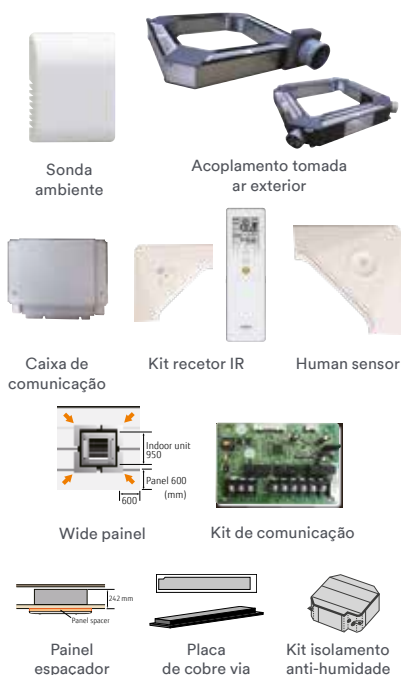 Sonda
ambiente
Acoplamento tomada
ar exterior
Caixa de
comunicação
Kit recetor IR
Human sensor
Indoor unit
950
Panel 600
(mm)
600
Wide painel
Kit de comunicação
242 mm
Panel spacer
Painel
espaçador
Placa
de cobre via
Kit isolamento
anti-humidade